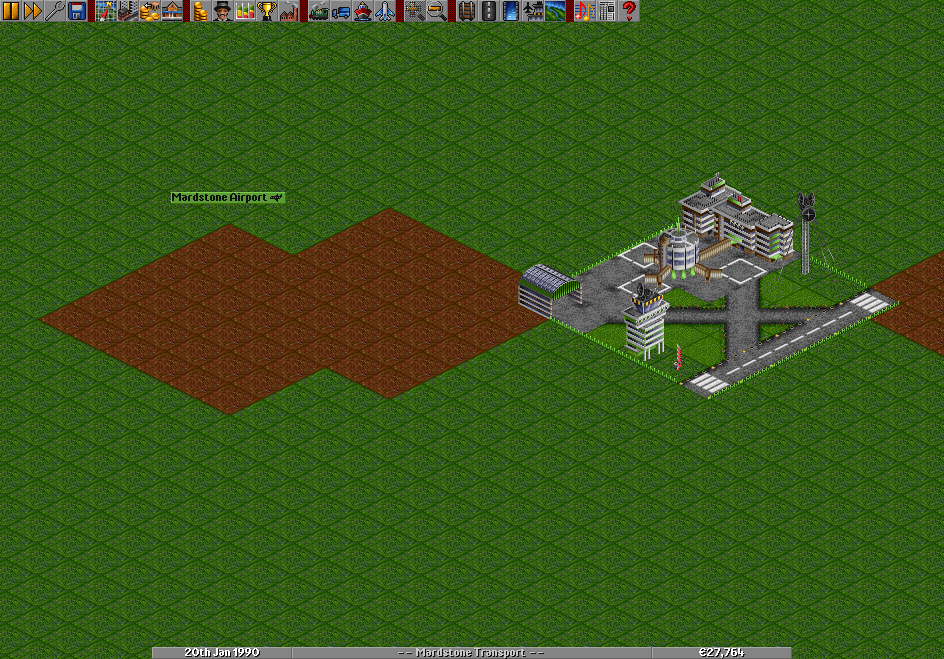 Mardstone Airport
20th Jan 1990
-- Mardstone Transport --
€27,764